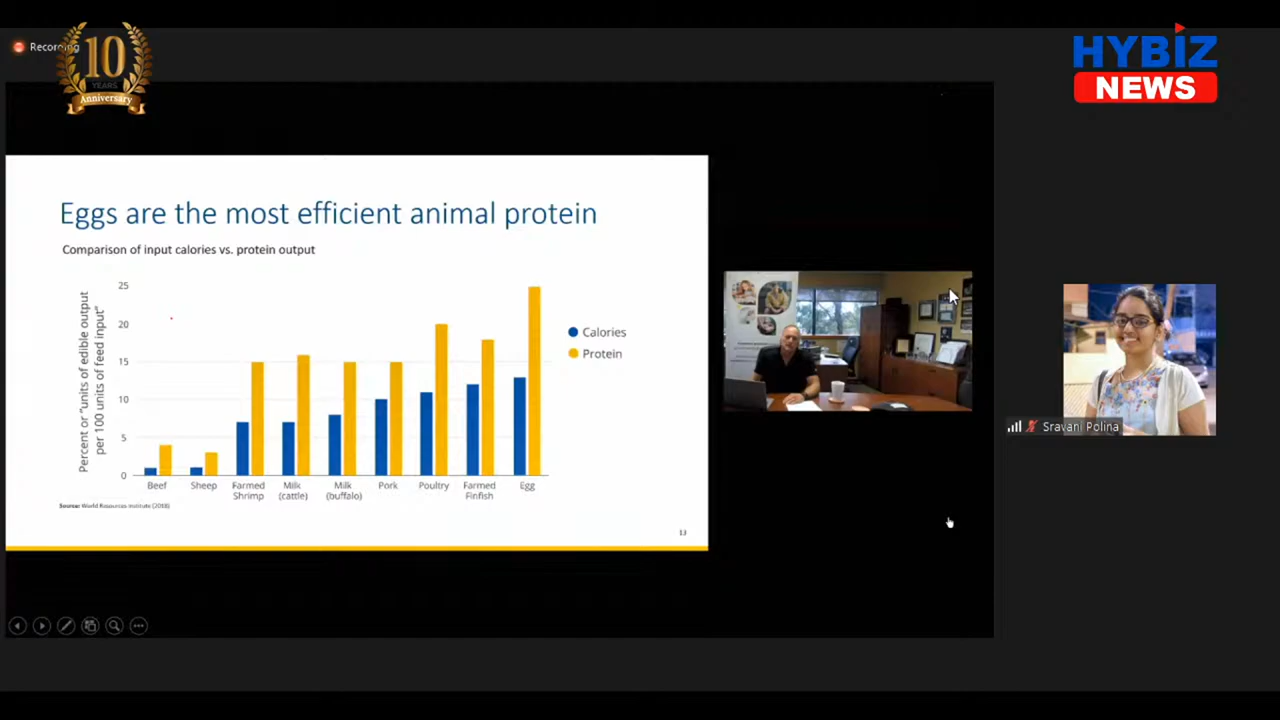 Recording
10
YEARS
Anniversary
HYBIZ
NEWS
Eggs are the most efficient animal protein
Comparison of input calories vs. protein output
Percent or "units of edible output
per 100 units of feed input"
25
20
15
10
5
0
Calories
Protein
Beef
Sheep
Farmed
Shrimp
Milk
(cattle)
Milk
(buffalo)
Pork
Poultry
Farmed
Finfish
Egg
Source: World Resources Institute (2018)
13
Sravani Polina